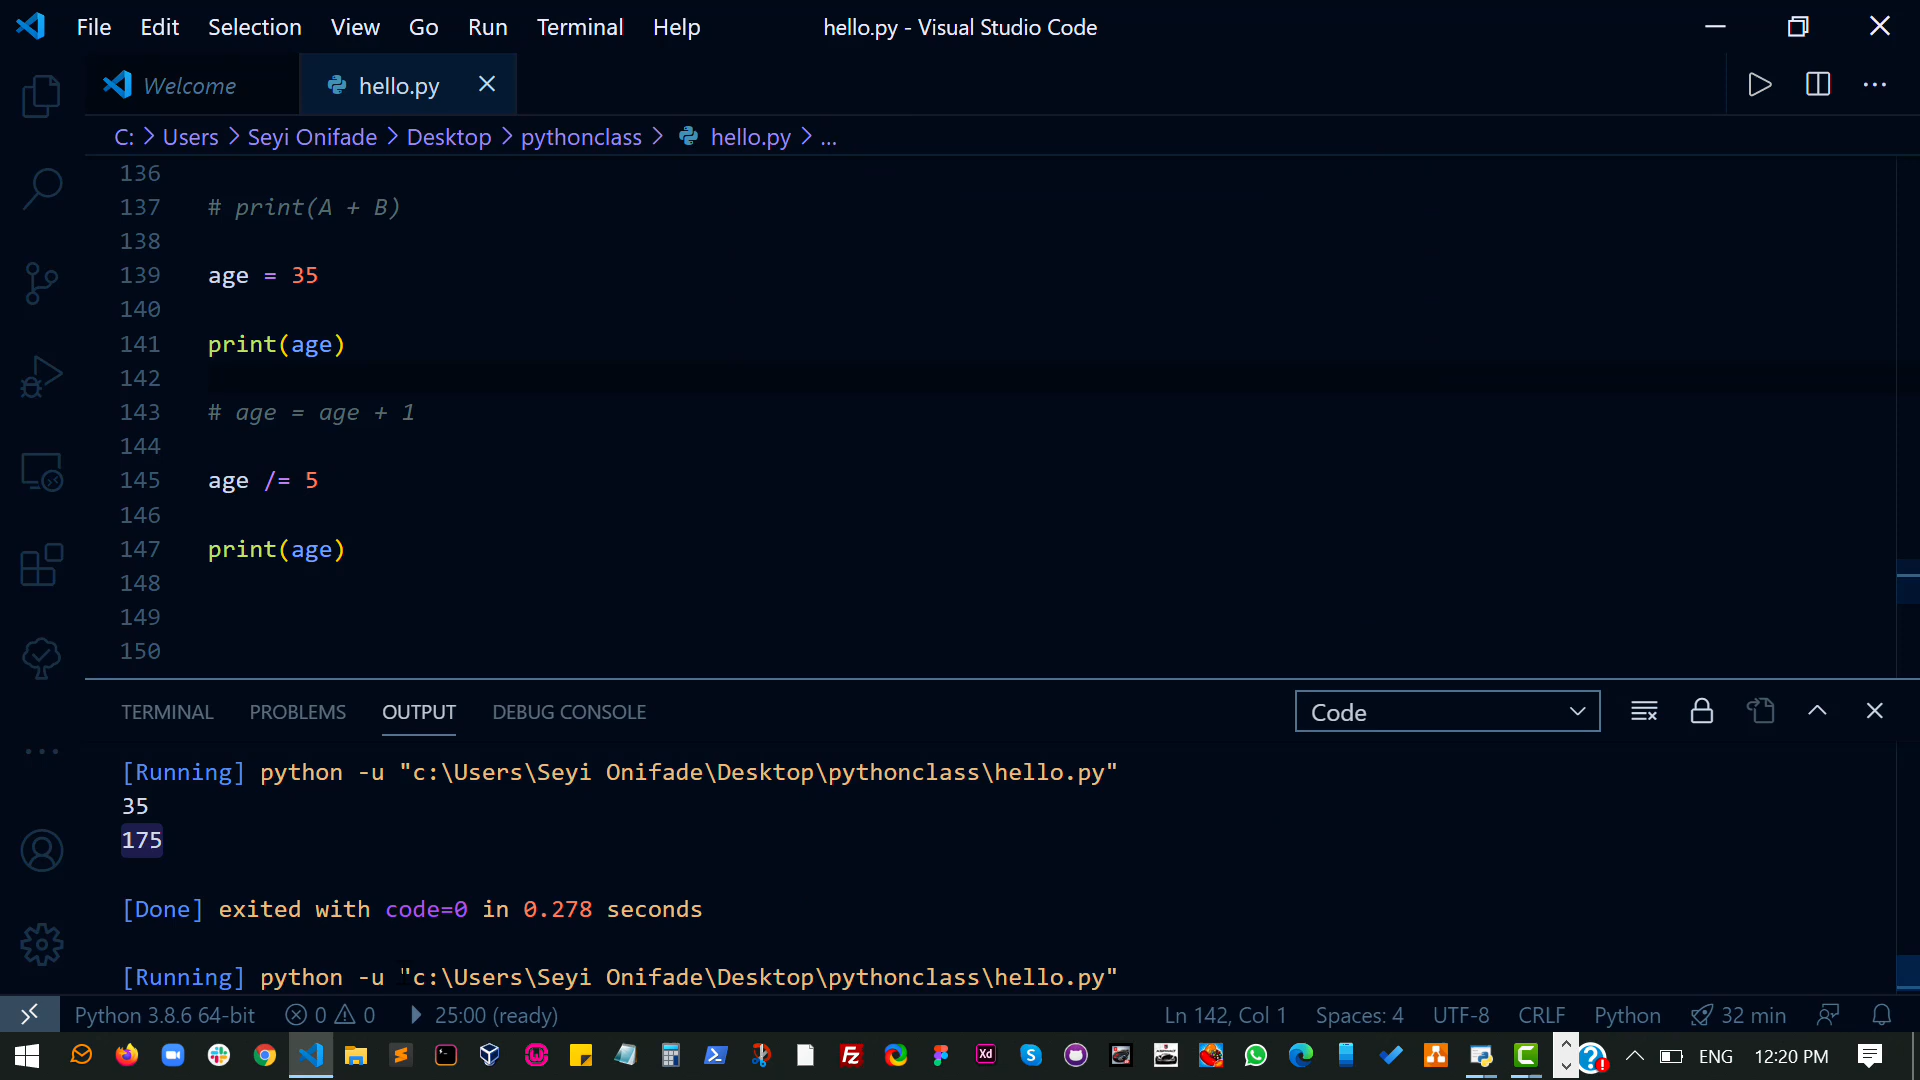 File Edit Selection View Go Run Terminal Help hello.py - Visual Studio Code
Welcome hello.py
C: > Users > Seyi Onifade > Desktop > pythonclass > hello.py > ...
136
137 # print(A + B)
138
139 age = 35
140
141 print(age)
142
143 # age = age + 1
144
145 age /= 5
146
147 print(age)
148
149
150
TERMINAL PROBLEMS OUTPUT DEBUG CONSOLE Code
[Running] python -u "c:\Users\Seyi Onifade\Desktop\pythonclass\hello.py"
35
175
[Done] exited with code=0 in 0.278 seconds
[Running] python -u "c:\Users\Seyi Onifade\Desktop\pythonclass\hello.py"
Python 3.8.6 64-bit 0 0 25:00 (ready) Ln 142, Col 1 Spaces: 4 UTF-8 CRLF Python 32 min
Fz Xd ENG 12:20 PM